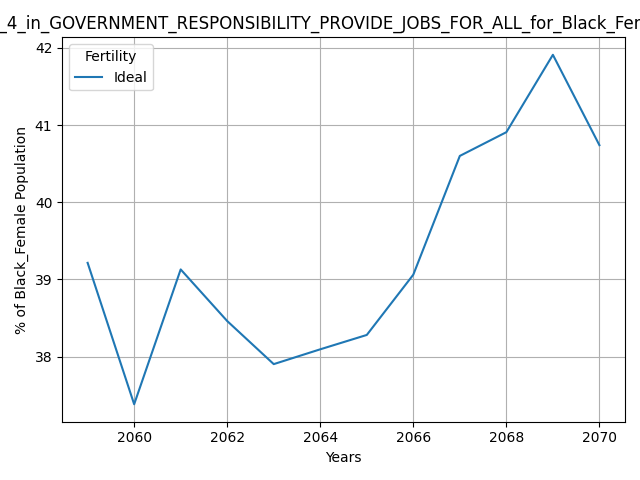 _4_in_GOVERNMENT_RESPONSIBILITY_PROVIDE_JOBS_FOR_ALL_for_Black_Fer
Fertility
Ideal
42
41
40
39
38
% of Black_Female Population
2060 2062 2064 2066 2068 2070
Years